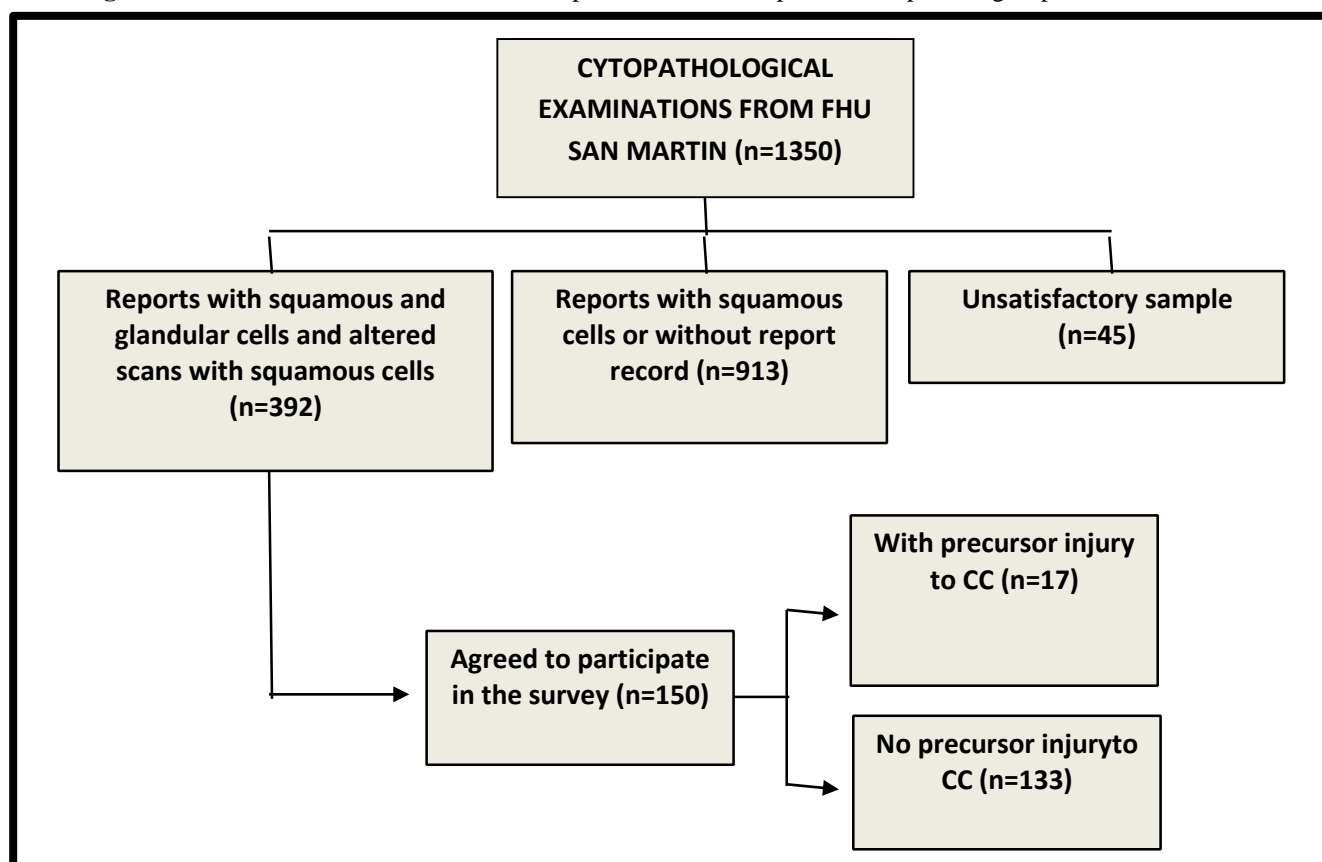 CYTOPATHOLOGICAL
EXAMINATIONS FROM FHU
SAN MARTIN (n=1350)
Reports with squamous and
glandular cells and altered
scans with squamous cells
(n=392)
Reports with squamous
cells or without report
record (n=913)
Unsatisfactory sample
(n=45)
With precursor injury
to CC (n=17)
Agreed to participate
in the survey (n=150)
No precursor injuryto
CC (n=133)